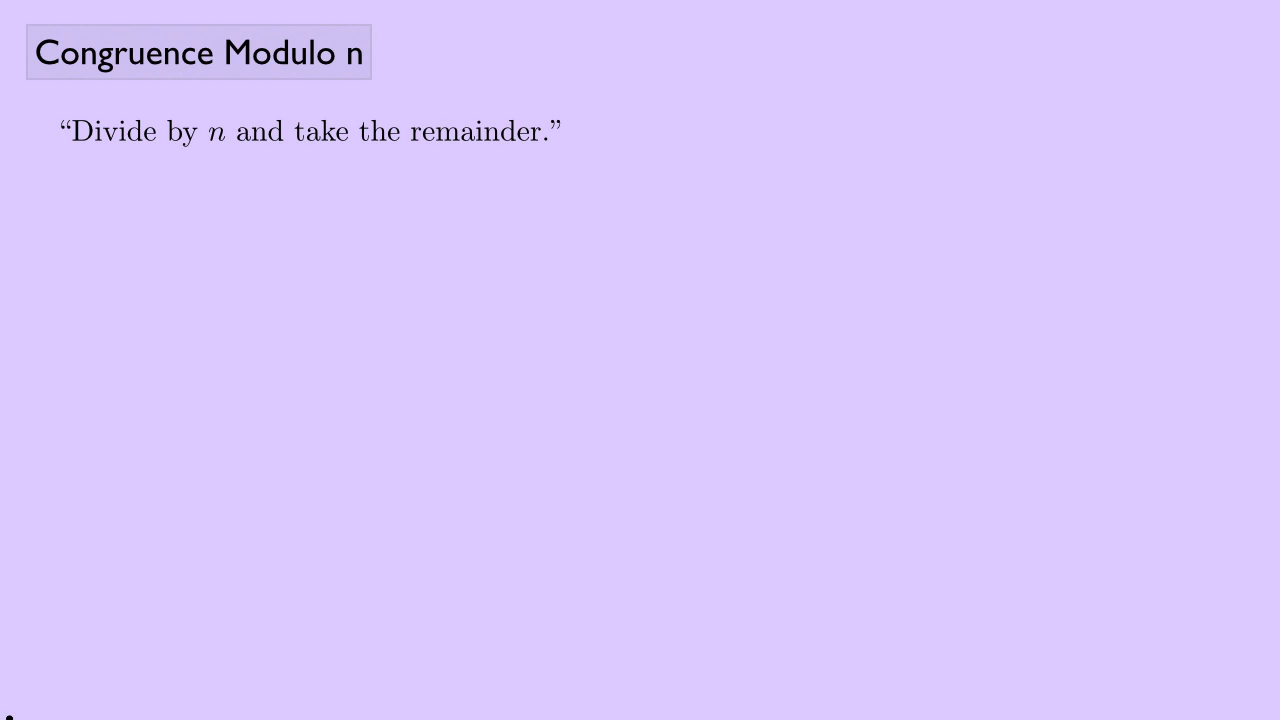 Congruence Modulo n
“Divide by n and take the remainder.”